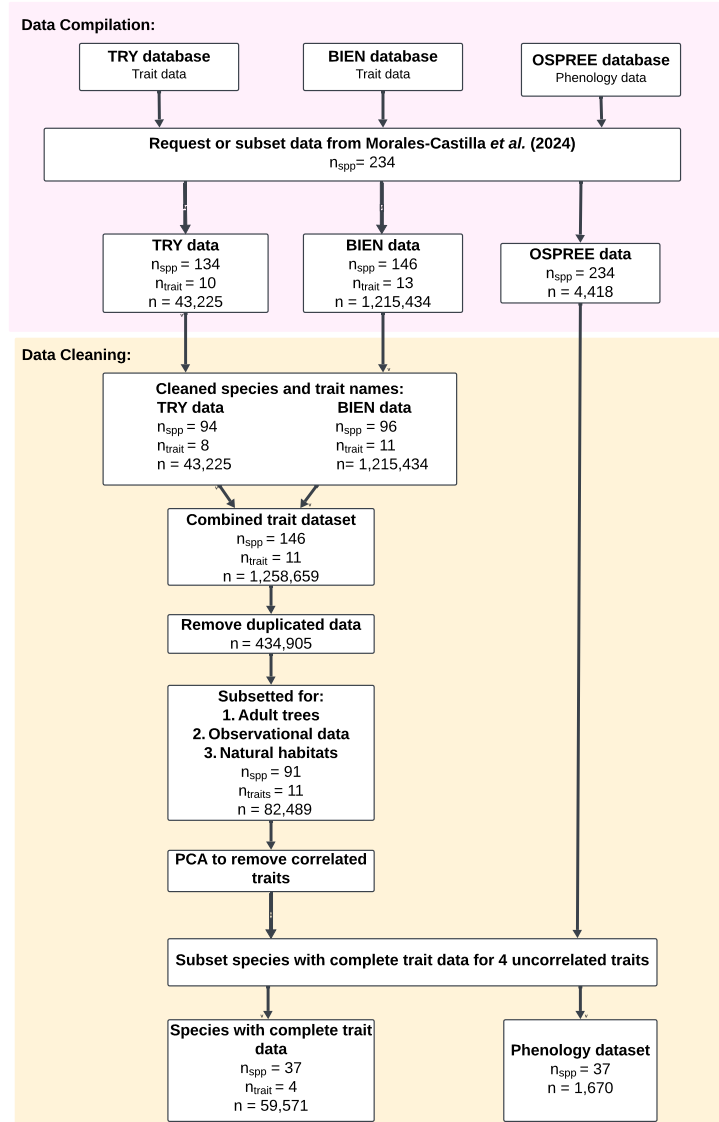 Data Compilation:
TRY database
Trait data
BIEN database
Trait data
OSPREE database
Phenology data
Request or subset data from Morales-Castilla et al. (2024)
nspp= 234
TRY data
nspp = 134
ntrait = 10
n = 43,225
BIEN data
nspp = 146
ntrait = 13
n = 1,215,434
OSPREE data
nspp = 234
n = 4,418
Data Cleaning:
Cleaned species and trait names:
TRY data
nspp = 94
ntrait = 8
n = 43,225
BIEN data
nspp = 96
ntrait = 11
n= 1,215,434
Combined trait dataset
nspp = 146
ntrait = 11
n = 1,258,659
Remove duplicated data
n = 434,905
Subsetted for:
1. Adult trees
2. Observational data
3. Natural habitats
nspp = 91
ntraits = 11
n = 82,489
PCA to remove correlated
traits
Subset species with complete trait data for 4 uncorrelated traits
Species with complete trait
data
nspp = 37
ntrait = 4
n = 59,571
Phenology dataset
nspp = 37
n = 1,670